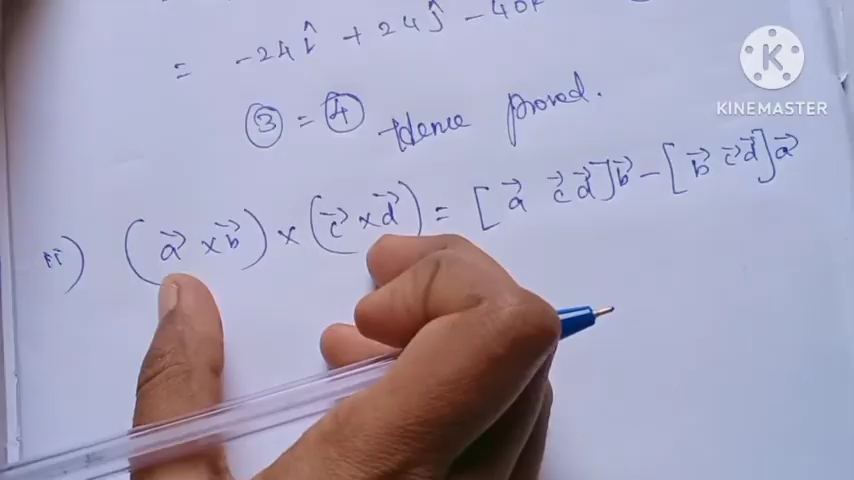 = -24î + 24ĵ - 40k̂
③ = ④ Hence proved.
ii) (a⃗ × b⃗) × (c⃗ × d⃗) = [a⃗ c⃗ d⃗]b⃗ - [b⃗ c⃗ d⃗]a⃗
K
KINEMASTER